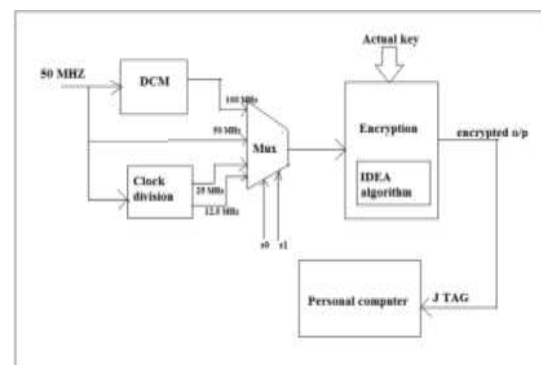 Actual key
50 MHZ
DCM
100 MHz
Encryption
50 MHz
encrypted o/p
Mux
Clock
division
25 MHz
IDEA
algorithm
12.5 MHz
s0
s1
Personal computer
J TAG